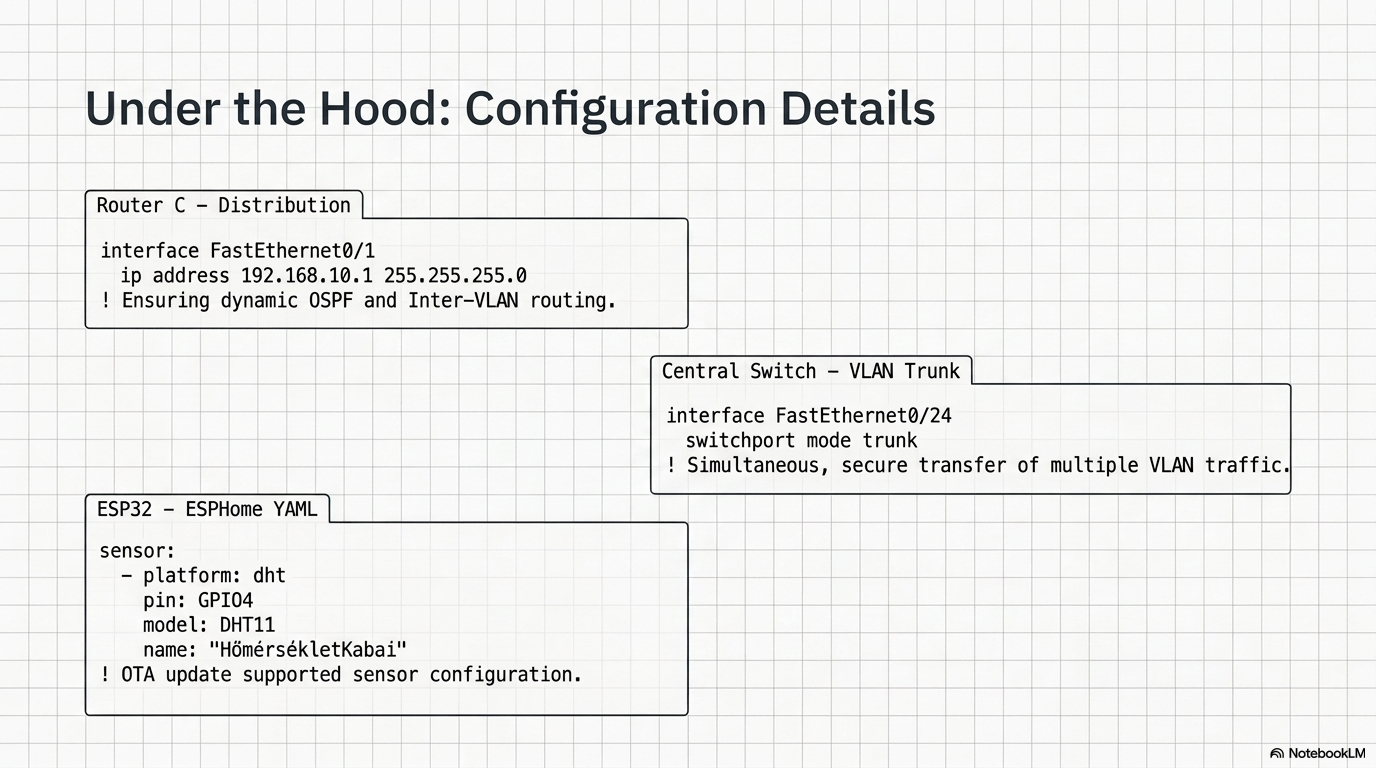 Under the Hood: Configuration Details
Router C – Distribution
interface FastEthernet0/1
  ip address 192.168.10.1 255.255.255.0
! Ensuring dynamic OSPF and Inter–VLAN routing.
Central Switch – VLAN Trunk
interface FastEthernet0/24
  switchport mode trunk
! Simultaneous, secure transfer of multiple VLAN traffic.
ESP32 – ESPHome YAML
sensor:
  – platform: dht
    pin: GPIO4
    model: DHT11
    name: "HőmérsékletKabai"
! OTA update supported sensor configuration.
NotebookLM